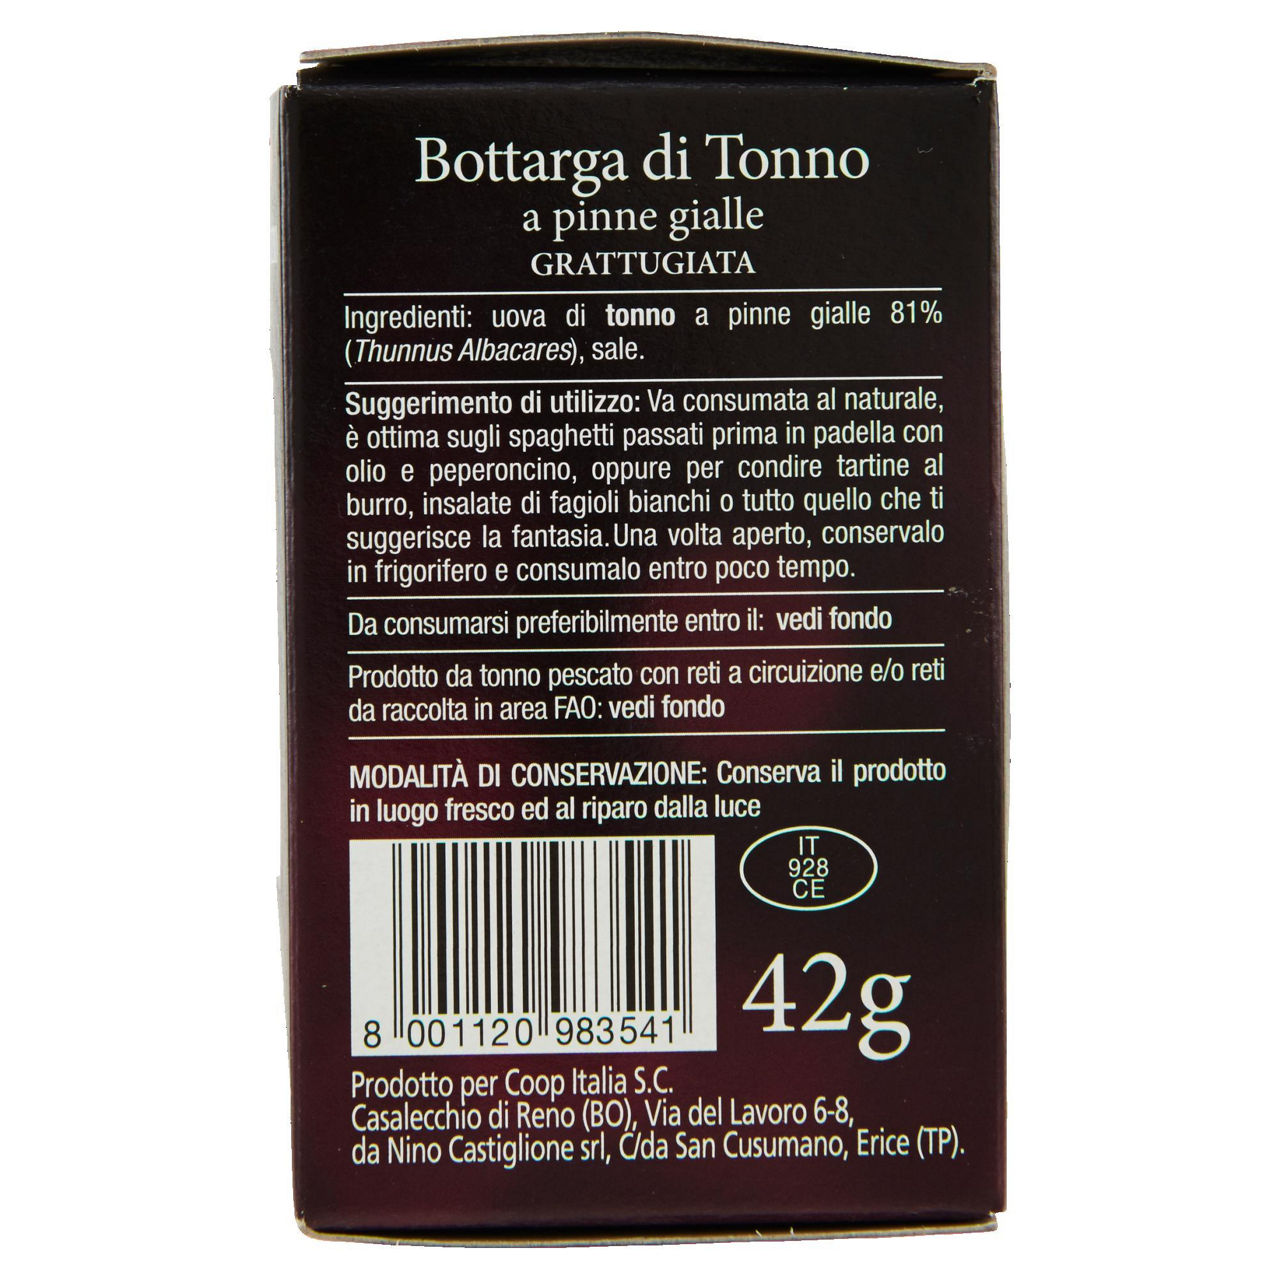 Bottarga di Tonno
a pinne gialle
GRATTUGIATA
Ingredienti: uova di tonno a pinne gialle 81%
(Thunnus Albacares), sale.
Suggerimento di utilizzo: Va consumata al naturale,
è ottima sugli spaghetti passati prima in padella con
olio e peperoncino, oppure per condire tartine al
burro, insalate di fagioli bianchi o tutto quello che ti
suggerisce la fantasia. Una volta aperto, conservalo
in frigorifero e consumalo entro poco tempo.
Da consumarsi preferibilmente entro il: vedi fondo
Prodotto da tonno pescato con reti a circuizione e/o reti
da raccolta in area FAO: vedi fondo
MODALITÀ DI CONSERVAZIONE: Conserva il prodotto
in luogo fresco ed al riparo dalla luce
IT
928
CE
42g
8 001120 983541
Prodotto per Coop Italia S.C.
Casalecchio di Reno (BO), Via del Lavoro 6-8,
da Nino Castiglione srl, C/da San Cusumano, Erice (TP).